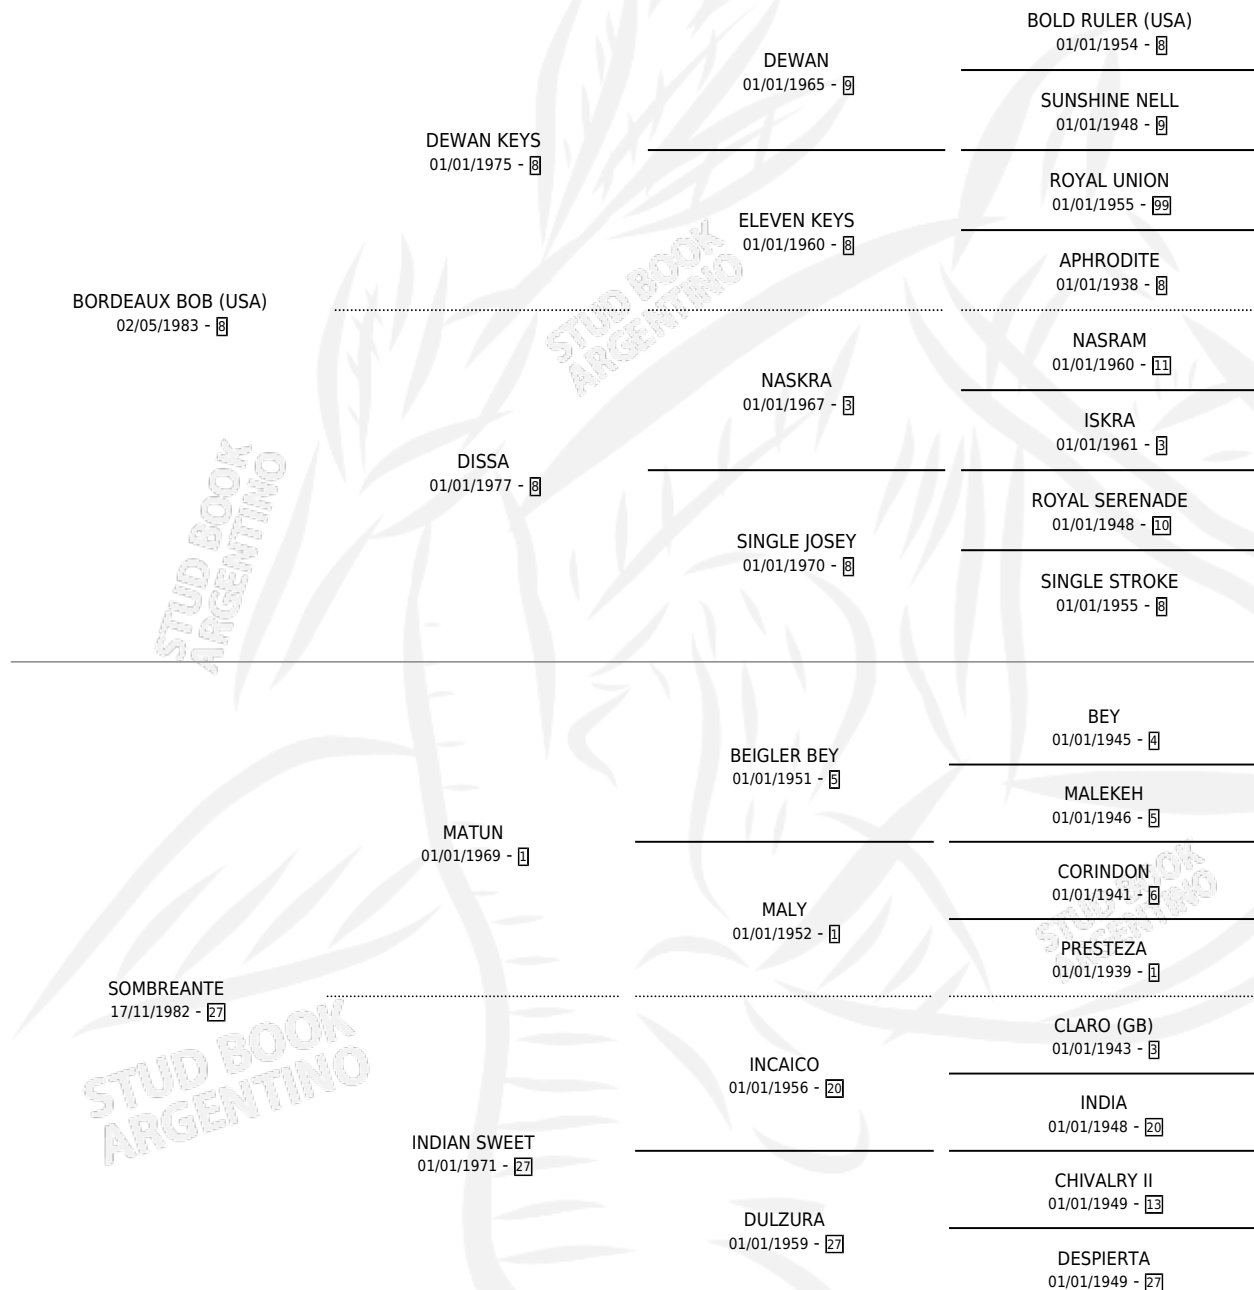 BOLD RULER (USA)
01/01/1954 - 8
DEWAN
01/01/1965 - 9
SUNSHINE NELL
01/01/1948 - 9
DEWAN KEYS
01/01/1975 - 8
ROYAL UNION
01/01/1955 - 99
ELEVEN KEYS
01/01/1960 - 8
APHRODITE
01/01/1938 - 8
BORDEAUX BOB (USA)
02/05/1983 - 8
STUD BOOK
ARGENTINO
NASRAM
01/01/1960 - 11
NASKRA
01/01/1967 - 3
ISKRA
01/01/1961 - 3
DISSA
01/01/1977 - 8
ROYAL SERENADE
01/01/1948 - 10
SINGLE JOSEY
01/01/1970 - 8
SINGLE STROKE
01/01/1955 - 8
STUD BOOK
ARGENTINO
BEY
01/01/1945 - 4
BEIGLER BEY
01/01/1951 - 5
MALEKEH
01/01/1946 - 5
MATUN
01/01/1969 - 1
CORINDON
01/01/1941 - 6
MALY
01/01/1952 - 1
PRESTEZA
01/01/1939 - 1
STUD BOOK
ARGENTINO
SOMBREANTE
17/11/1982 - 27
CLARO (GB)
01/01/1943 - 3
INCAICO
01/01/1956 - 20
INDIA
01/01/1948 - 20
STUD BOOK
ARGENTINO
INDIAN SWEET
01/01/1971 - 27
CHIVALRY II
01/01/1949 - 13
DULZURA
01/01/1959 - 27
DESPIERTA
01/01/1949 - 27